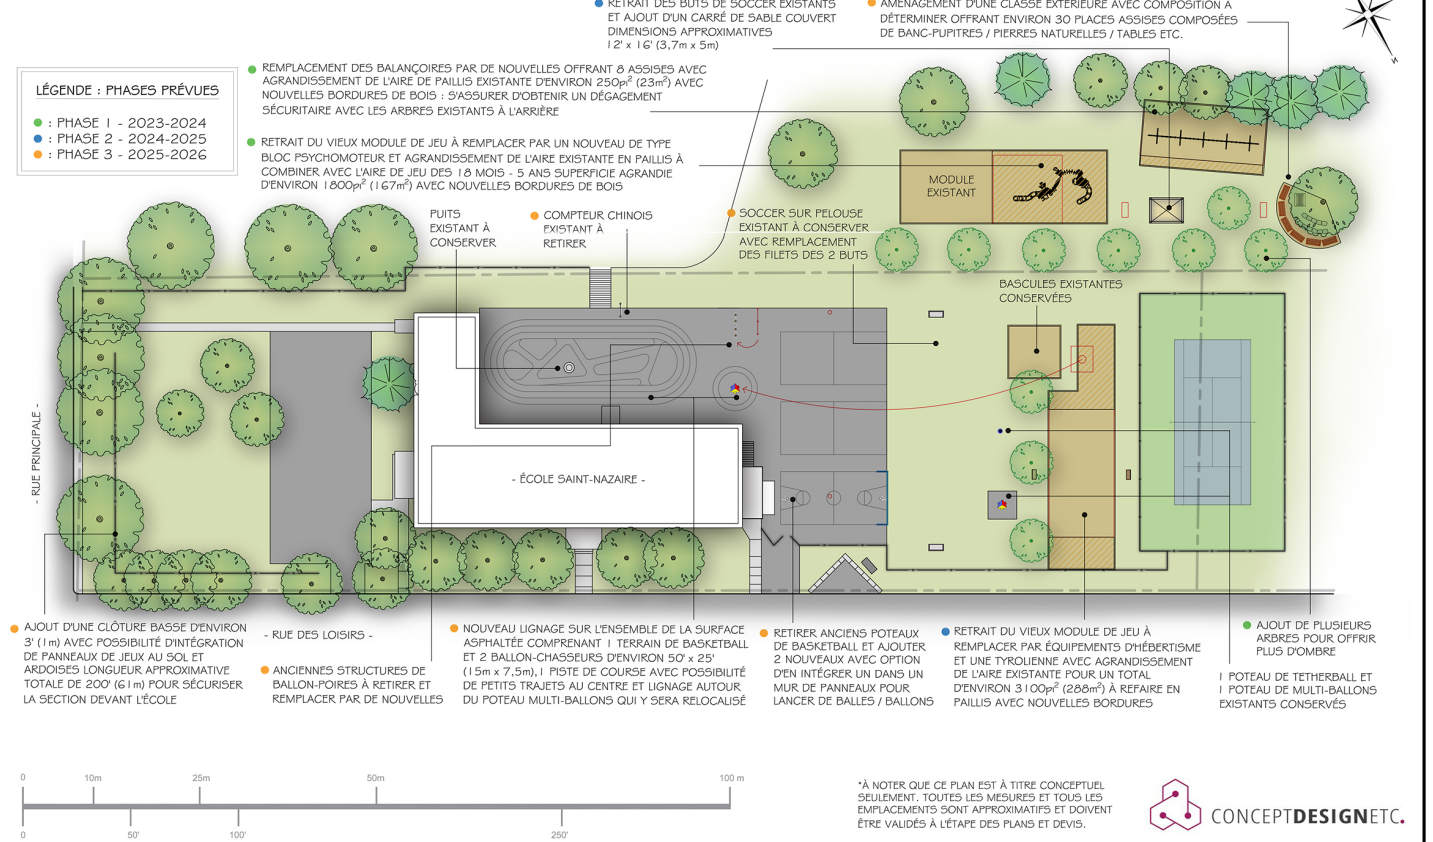 RETRAIT DES BUTS DE SOCCER EXISTANTS
ET AJOUT D'UN CARRÉ DE SABLE COUVERT
DIMENSIONS APPROXIMATIVES
12' x 16' (3,7m x 5m)
AMÉNAGEMENT D'UNE CLASSE EXTÉRIEURE AVEC COMPOSITION À
DÉTERMINER OFFRANT ENVIRON 30 PLACES ASSISES COMPOSÉES
DE BANC-PUPITRES / PIERRES NATURELLES / TABLES ETC.
LÉGENDE : PHASES PRÉVUES
: PHASE 1 - 2023-2024
: PHASE 2 - 2024-2025
: PHASE 3 - 2025-2026
REMPLACEMENT DES BALANÇOIRES PAR DE NOUVELLES OFFRANT 8 ASSISES AVEC
AGRANDISSEMENT DE L'AIRE DE PAILLIS EXISTANTE D'ENVIRON 250pi² (23m²) AVEC
NOUVELLES BORDURES DE BOIS : S'ASSURER D'OBTENIR UN DÉGAGEMENT
SÉCURITAIRE AVEC LES ARBRES EXISTANTS À L'ARRIÈRE
RETRAIT DU VIEUX MODULE DE JEU À REMPLACER PAR UN NOUVEAU DE TYPE
BLOC PSYCHOMOTEUR ET AGRANDISSEMENT DE L'AIRE EXISTANTE EN PAILLIS À
COMBINER AVEC L'AIRE DE JEU DES 18 MOIS - 5 ANS SUPERFICIE AGRANDIE
D'ENVIRON 1800pi² (167m²) AVEC NOUVELLES BORDURES DE BOIS
MODULE
EXISTANT
PUITS
EXISTANT À
CONSERVER
COMPTEUR CHINOIS
EXISTANT À
RETIRER
SOCCER SUR PELOUSE
EXISTANT À CONSERVER
AVEC REMPLACEMENT
DES FILETS DES 2 BUTS
BASCULES EXISTANTES
CONSERVÉES
- RUE PRINCIPALE -
- ÉCOLE SAINT-NAZAIRE -
AJOUT D'UNE CLÔTURE BASSE D'ENVIRON
3' (1m) AVEC POSSIBILITÉ D'INTÉGRATION
DE PANNEAUX DE JEUX AU SOL ET
ARDOISES LONGUEUR APPROXIMATIVE
TOTALE DE 200' (61m) POUR SÉCURISER
LA SECTION DEVANT L'ÉCOLE
- RUE DES LOISIRS -
ANCIENNES STRUCTURES DE
BALLON-POIRES À RETIRER ET
REMPLACER PAR DE NOUVELLES
NOUVEAU LIGNAGE SUR L'ENSEMBLE DE LA SURFACE
ASPHALTÉE COMPRENANT 1 TERRAIN DE BASKETBALL
ET 2 BALLON-CHASSEURS D'ENVIRON 50' x 25'
(15m x 7,5m),1 PISTE DE COURSE AVEC POSSIBILITÉ
DE PETITS TRAJETS AU CENTRE ET LIGNAGE AUTOUR
DU POTEAU MULTI-BALLONS QUI Y SERA RELOCALISÉ
RETIRER ANCIENS POTEAUX
DE BASKETBALL ET AJOUTER
2 NOUVEAUX AVEC OPTION
D'EN INTÉGRER UN DANS UN
MUR DE PANNEAUX POUR
LANCER DE BALLES / BALLONS
RETRAIT DU VIEUX MODULE DE JEU À
REMPLACER PAR ÉQUIPEMENTS D'HÉBERTISME
ET UNE TYROLIENNE AVEC AGRANDISSEMENT
DE L'AIRE EXISTANTE POUR UN TOTAL
D'ENVIRON 3100pi² (288m²) À REFAIRE EN
PAILLIS AVEC NOUVELLES BORDURES
AJOUT DE PLUSIEURS
ARBRES POUR OFFRIR
PLUS D'OMBRE
1 POTEAU DE TETHERBALL ET
1 POTEAU DE MULTI-BALLONS
EXISTANTS CONSERVÉS
0 10m 25m 50m 100 m
0 50' 100' 250'
*À NOTER QUE CE PLAN EST À TITRE CONCEPTUEL
SEULEMENT. TOUTES LES MESURES ET TOUS LES
EMPLACEMENTS SONT APPROXIMATIFS ET DOIVENT
ÊTRE VALIDÉS À L'ÉTAPE DES PLANS ET DEVIS.
CONCEPTDESIGNETC.